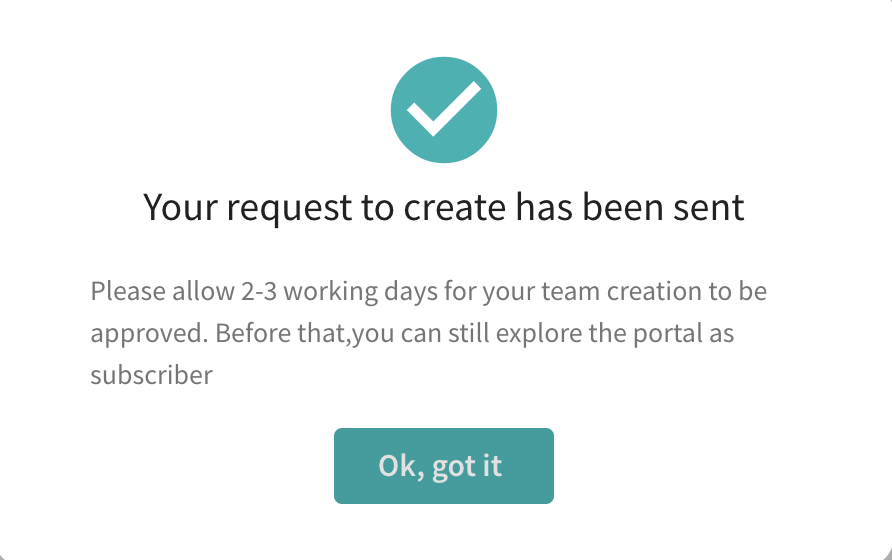 Your request to create has been sent
Please allow 2-3 working days for your team creation to be
approved. Before that,you can still explore the portal as
subscriber
Ok, got it